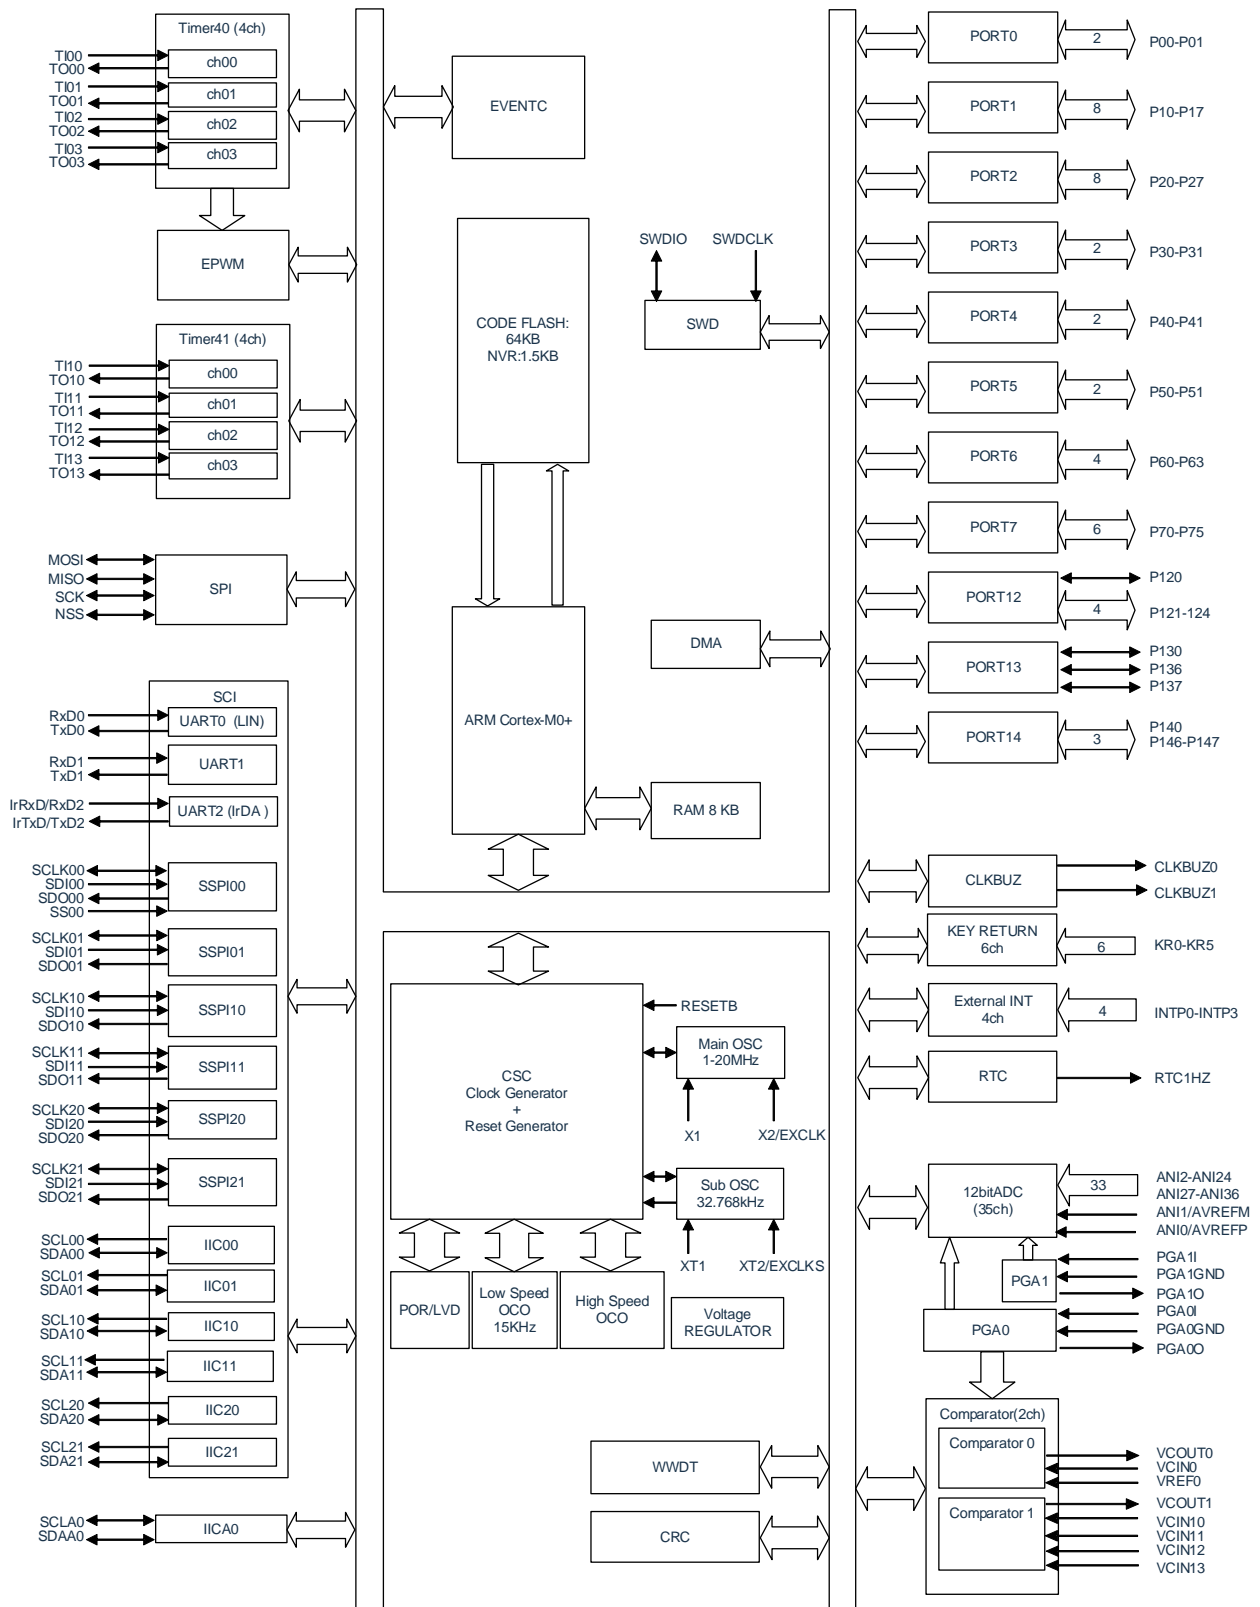 Timer40 (4ch)
TI00
TO00
ch00
TI01
TO01
ch01
TI02
TO02
ch02
TI03
TO03
ch03
EPWM
Timer41 (4ch)
TI10
TO10
ch00
TI11
TO11
ch01
TI12
TO12
ch02
TI13
TO13
ch03
MOSI
MISO
SCK
NSS
SPI
SCI
RxD0
TxD0
UART0 (LIN)
RxD1
TxD1
UART1
IrRxD/RxD2
IrTxD/TxD2
UART2 (IrDA )
SCLK00
SDI00
SDO00
SS00
SSPI00
SCLK01
SDI01
SDO01
SSPI01
SCLK10
SDI10
SDO10
SSPI10
SCLK11
SDI11
SDO11
SSPI11
SCLK20
SDI20
SDO20
SSPI20
SCLK21
SDI21
SDO21
SSPI21
SCL00
SDA00
IIC00
SCL01
SDA01
IIC01
SCL10
SDA10
IIC10
SCL11
SDA11
IIC11
SCL20
SDA20
IIC20
SCL21
SDA21
IIC21
SCLA0
SDAA0
IICA0
EVENTC
CODE FLASH:
64KB
NVR:1.5KB
SWDIO
SWDCLK
SWD
DMA
ARM Cortex-M0+
RAM 8 KB
CSC
Clock Generator
+
Reset Generator
RESETB
Main OSC
1-20MHz
X1
X2/EXCLK
Sub OSC
32.768kHz
XT1
XT2/EXCLKS
POR/LVD
Low Speed
OCO
15KHz
High Speed
OCO
Voltage
REGULATOR
WWDT
CRC
PORT0
2
P00-P01
PORT1
8
P10-P17
PORT2
8
P20-P27
PORT3
2
P30-P31
PORT4
2
P40-P41
PORT5
2
P50-P51
PORT6
4
P60-P63
PORT7
6
P70-P75
PORT12
P120
4
P121-124
PORT13
P130
P136
P137
PORT14
3
P140
P146-P147
CLKBUZ
CLKBUZ0
CLKBUZ1
KEY RETURN
6ch
6
KR0-KR5
External INT
4ch
4
INTP0-INTP3
RTC
RTC1HZ
12bitADC
(35ch)
33
ANI2-ANI24
ANI27-ANI36
ANI1/AVREFM
ANI0/AVREFP
PGA1
PGA1I
PGA1GND
PGA1O
PGA0
PGA0I
PGA0GND
PGA0O
Comparator(2ch)
Comparator 0
VCOUT0
VCIN0
VREF0
Comparator 1
VCOUT1
VCIN10
VCIN11
VCIN12
VCIN13